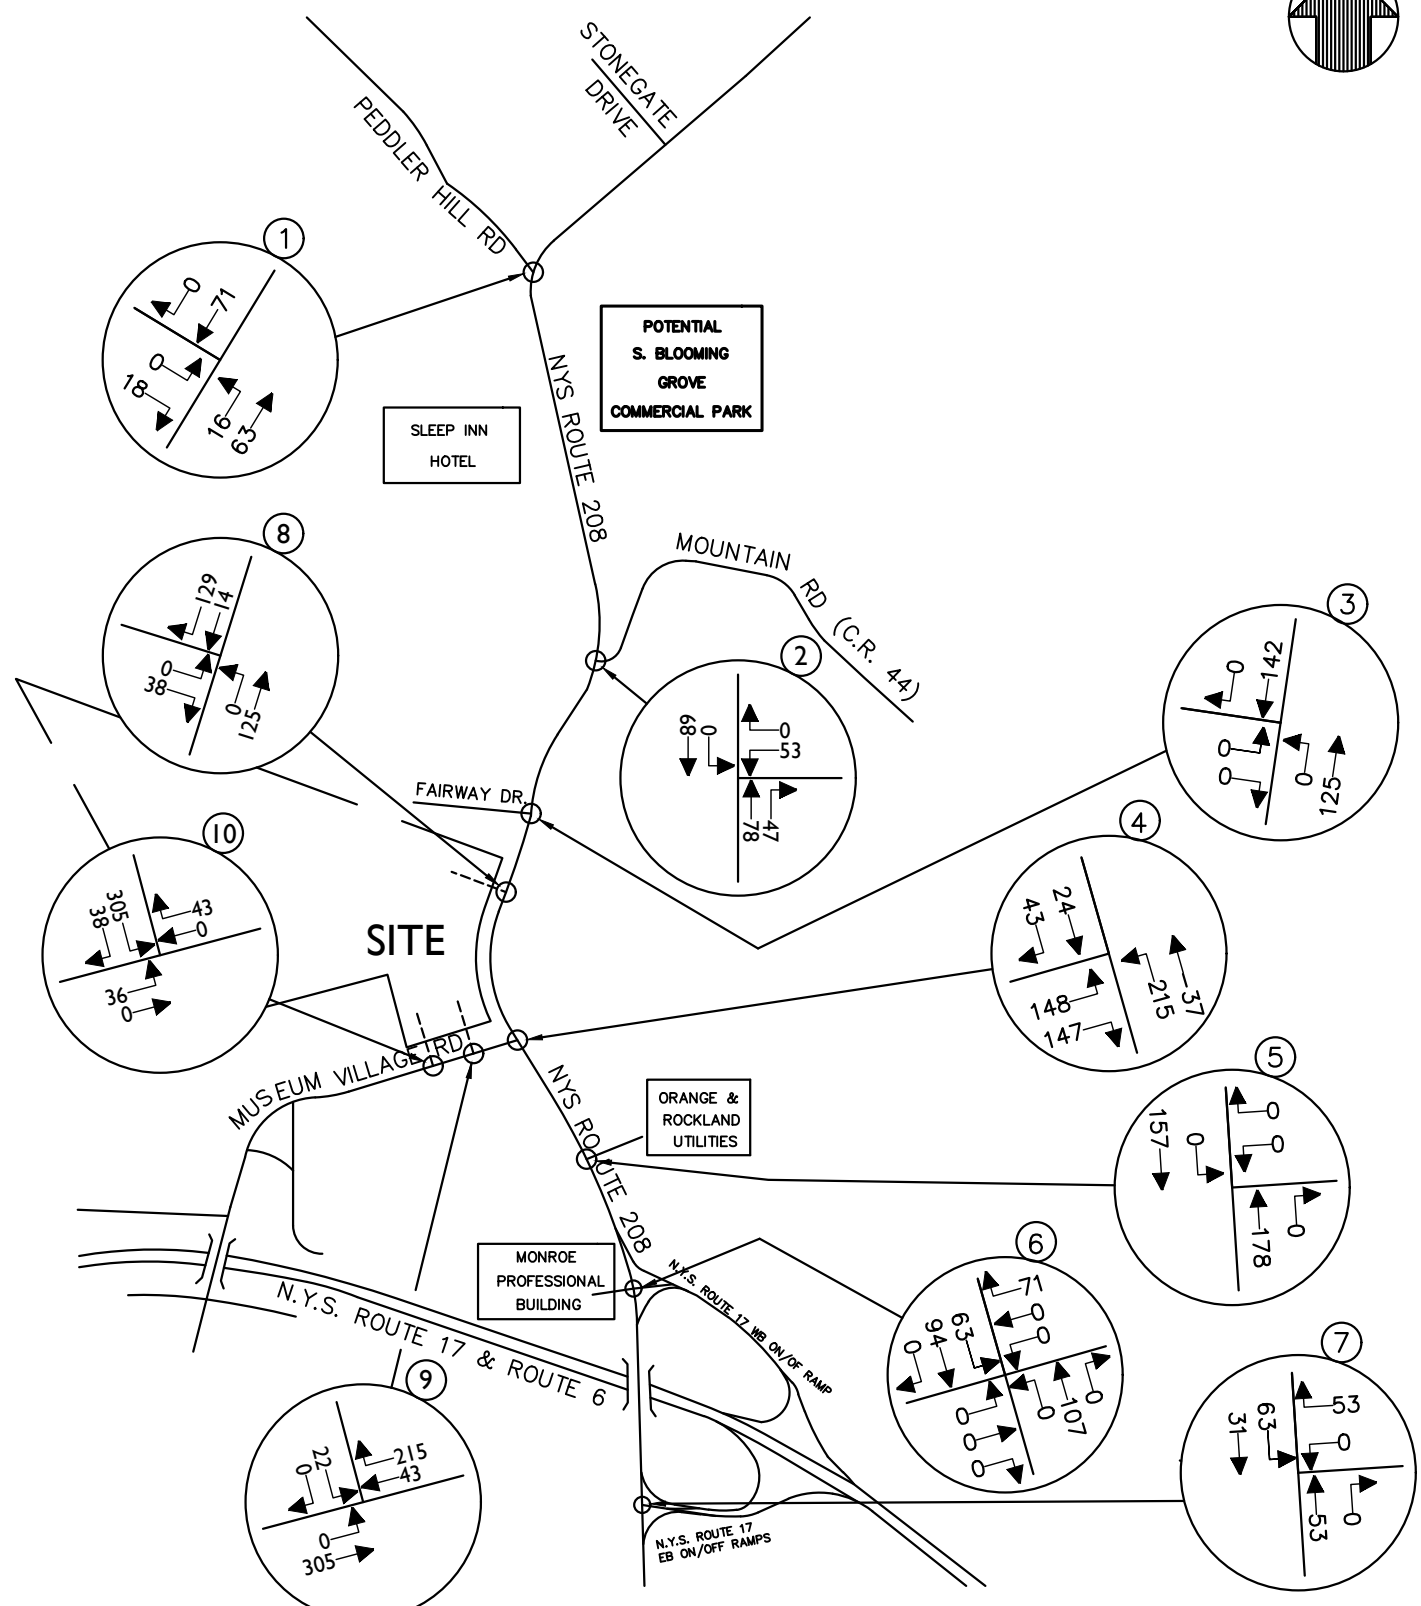 STONEGATE
DRIVE
PEDDLER HILL RD
1
0
71
0
18
16
63
POTENTIAL
S. BLOOMING
GROVE
COMMERCIAL PARK
SLEEP INN
HOTEL
NYS ROUTE 208
8
129
14
0
38
0
125
MOUNTAIN
RD (C.R. 44)
2
89
0
0
53
78
47
3
0
142
0
0
0
125
FAIRWAY DR.
10
305
38
43
0
36
0
SITE
4
43
24
148
147
215
37
MUSEUM VILLAGE RD
NYS ROUTE 208
ORANGE &
ROCKLAND
UTILITIES
5
157
0
0
0
178
0
MONROE
PROFESSIONAL
BUILDING
N.Y.S. ROUTE 17 WB ON/OF RAMP
6
0
94
63
71
0
0
0
0
0
0
107
0
N.Y.S. ROUTE 17 & ROUTE 6
7
31
63
53
0
53
0
9
0
22
215
43
0
305
N.Y.S. ROUTE 17
EB ON/OFF RAMPS